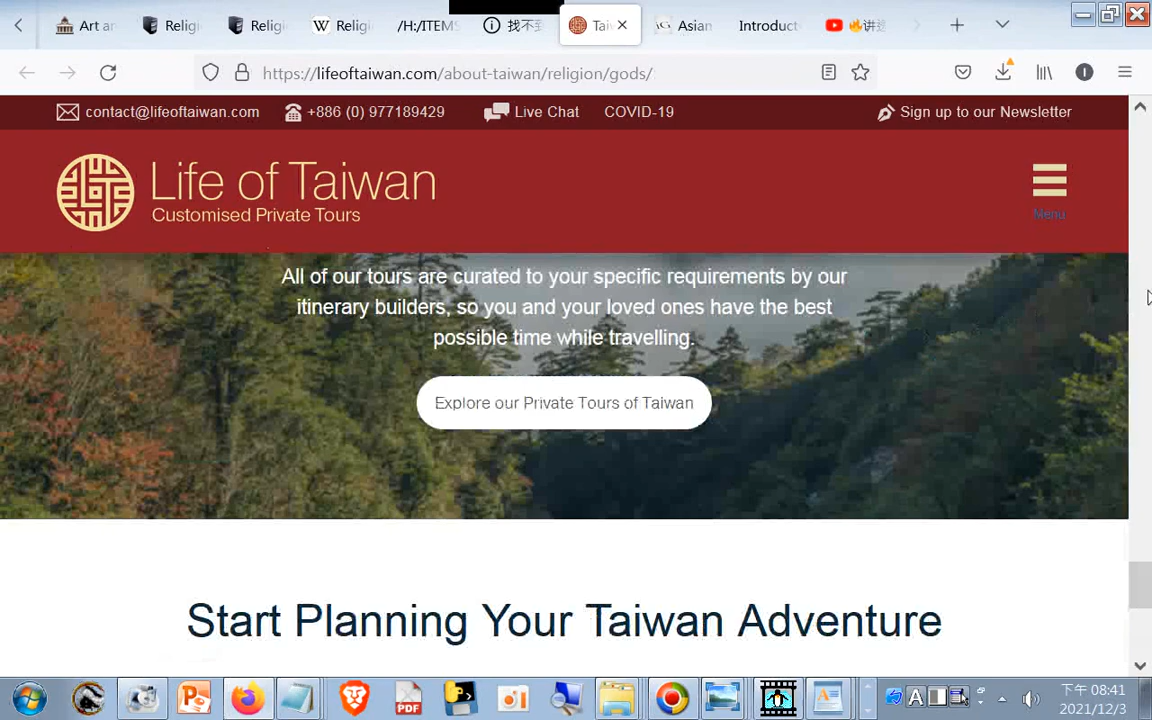 Art an
Religi
Religi
Religi
/H:/ITEMS
找不到
Taiv
Asian
Introduct
🔥讲述
https://lifeoftaiwan.com/about-taiwan/religion/gods/
contact@lifeoftaiwan.com
+886 (0) 977189429
Live Chat
COVID-19
Sign up to our Newsletter
Life of Taiwan
Customised Private Tours
Menu
All of our tours are curated to your specific requirements by our
itinerary builders, so you and your loved ones have the best
possible time while travelling.
Explore our Private Tours of Taiwan
Start Planning Your Taiwan Adventure
下午 08:41
2021/12/3